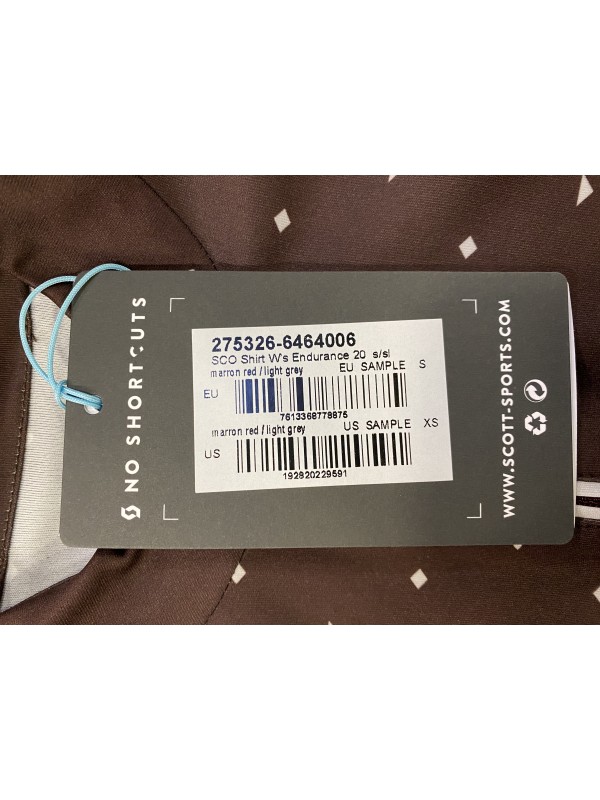 NO SHORTCUTS
275326-6464006
SCO Shirt W's Endurance 20 s/sl
marron red / light grey EU SAMPLE S
EU
7613368778875
marron red / light grey US SAMPLE XS
US
192820229591
WWW.SCOTT-SPORTS.COM